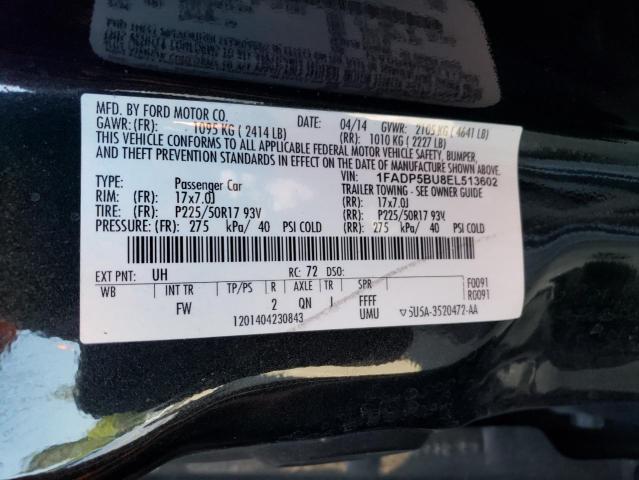 MFD. BY FORD MOTOR CO.
DATE: 04/14 GVWR: 2105 KG ( 4641 LB)
GAWR: (FR): 1095 KG ( 2414 LB) (RR): 1010 KG ( 2227 LB)
THIS VEHICLE CONFORMS TO ALL APPLICABLE FEDERAL MOTOR VEHICLE SAFETY, BUMPER,
AND THEFT PREVENTION STANDARDS IN EFFECT ON THE DATE OF MANUFACTURE SHOWN ABOVE.
VIN: 1FADP5BU8EL513602
TYPE: Passenger Car TRAILER TOWING - SEE OWNER GUIDE
RIM: (FR): 17x7.0J (RR): 17x7.0J
TIRE: (FR): P225/50R17 93V (RR): P225/50R17 93V
PRESSURE: (FR): 275 kPa/ 40 PSI COLD (RR): 275 kPa/ 40 PSI COLD
EXT PNT: UH RC: 72 DSO: F0091
WB INT TR TP/PS R AXLE TR SPR R0091
FW 2 QN I FFFF
1201404230843 UMU 5U5A-3520472-AA